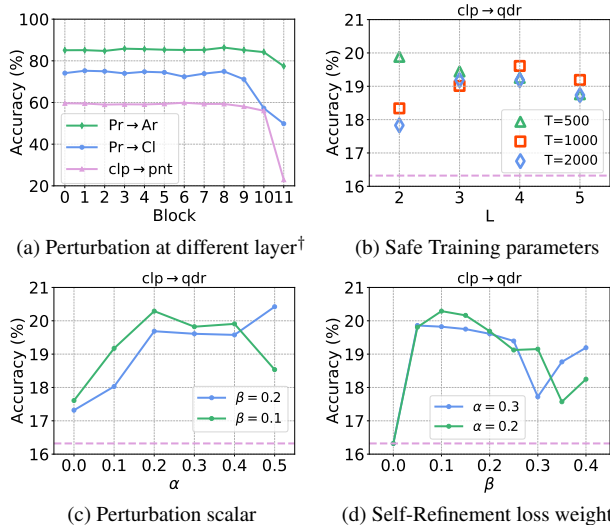 100
80
60
40
20
Accuracy (%)
Pr→Ar
Pr→Cl
clp→pnt
0 1 2 3 4 5 6 7 8 9 10 11
Block
(a) Perturbation at different layer†
clp→qdr
21
20
19
18
17
16
Accuracy (%)
T=500
T=1000
T=2000
2 3 4 5
L
(b) Safe Training parameters
clp→qdr
21
20
19
18
17
16
Accuracy (%)
β=0.2
β=0.1
0.0 0.1 0.2 0.3 0.4 0.5
α
(c) Perturbation scalar
clp→qdr
21
20
19
18
17
16
Accuracy (%)
α=0.3
α=0.2
0.0 0.1 0.2 0.3 0.4
β
(d) Self-Refinement loss weight